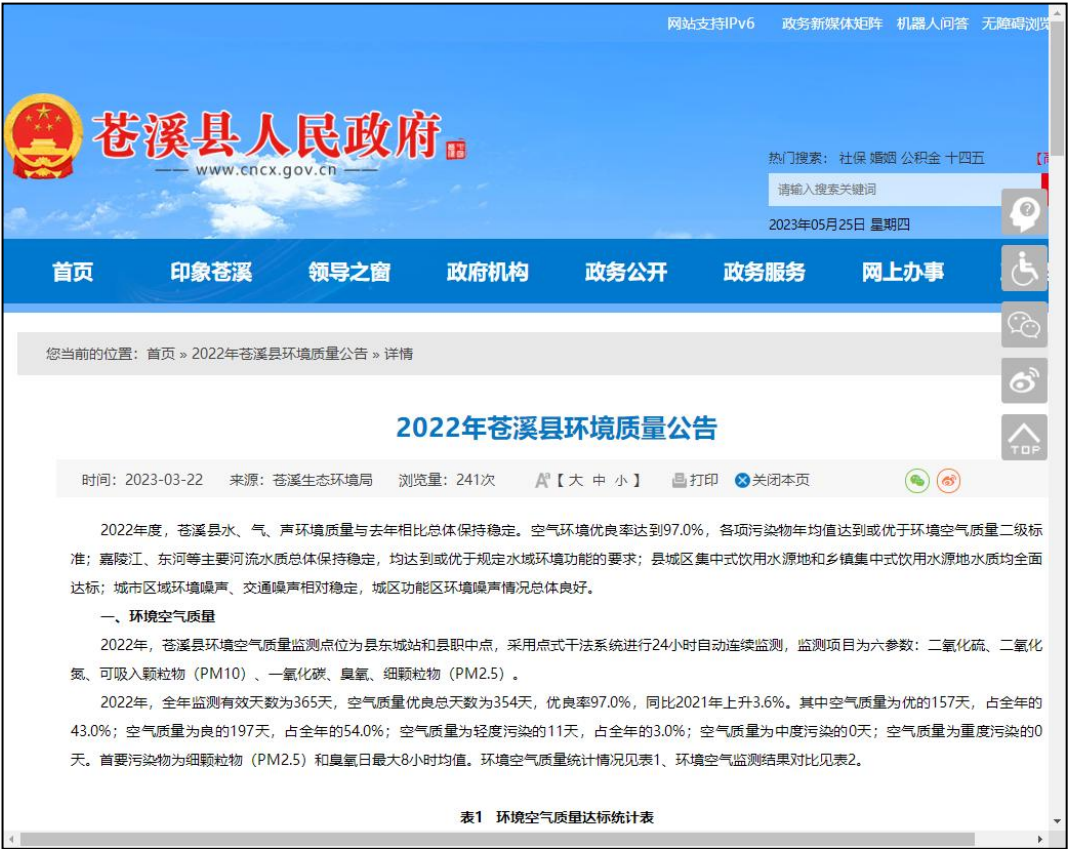 网站支持IPv6 政务新媒体矩阵 机器人问答 无障碍浏览
苍溪县人民政府
www.cncx.gov.cn
热门搜索： 社保 婚姻 公积金 十四五
请输入搜索关键词
2023年05月25日 星期四
首页 印象苍溪 领导之窗 政府机构 政务公开 政务服务 网上办事
您当前的位置：首页 » 2022年苍溪县环境质量公告 » 详情
2022年苍溪县环境质量公告
时间：2023-03-22 来源：苍溪生态环境局 浏览量：241次 【 大 中 小 】 打印 关闭本页
TOP
2022年度，苍溪县水、气、声环境质量与去年相比总体保持稳定。空气环境优良率达到97.0%，各项污染物年均值达到或优于环境空气质量二级标
准；嘉陵江、东河等主要河流水质总体保持稳定，均达到或优于规定水域环境功能的要求；县城区集中式饮用水源地和乡镇集中式饮用水源地水质均全面
达标；城市区域环境噪声、交通噪声相对稳定，城区功能区环境噪声情况总体良好。
一、环境空气质量
2022年，苍溪县环境空气质量监测点位为县东城站和县职中点，采用点式干法系统进行24小时自动连续监测，监测项目为六参数：二氧化硫、二氧化
氮、可吸入颗粒物（PM10）、一氧化碳、臭氧、细颗粒物（PM2.5）。
2022年，全年监测有效天数为365天，空气质量优良总天数为354天，优良率97.0%，同比2021年上升3.6%。其中空气质量为优的157天，占全年的
43.0%；空气质量为良的197天，占全年的54.0%；空气质量为轻度污染的11天，占全年的3.0%；空气质量为中度污染的0天；空气质量为重度污染的0
天。首要污染物为细颗粒物（PM2.5）和臭氧日最大8小时均值。环境空气质量统计情况见表1、环境空气监测结果对比见表2。
表1 环境空气质量达标统计表